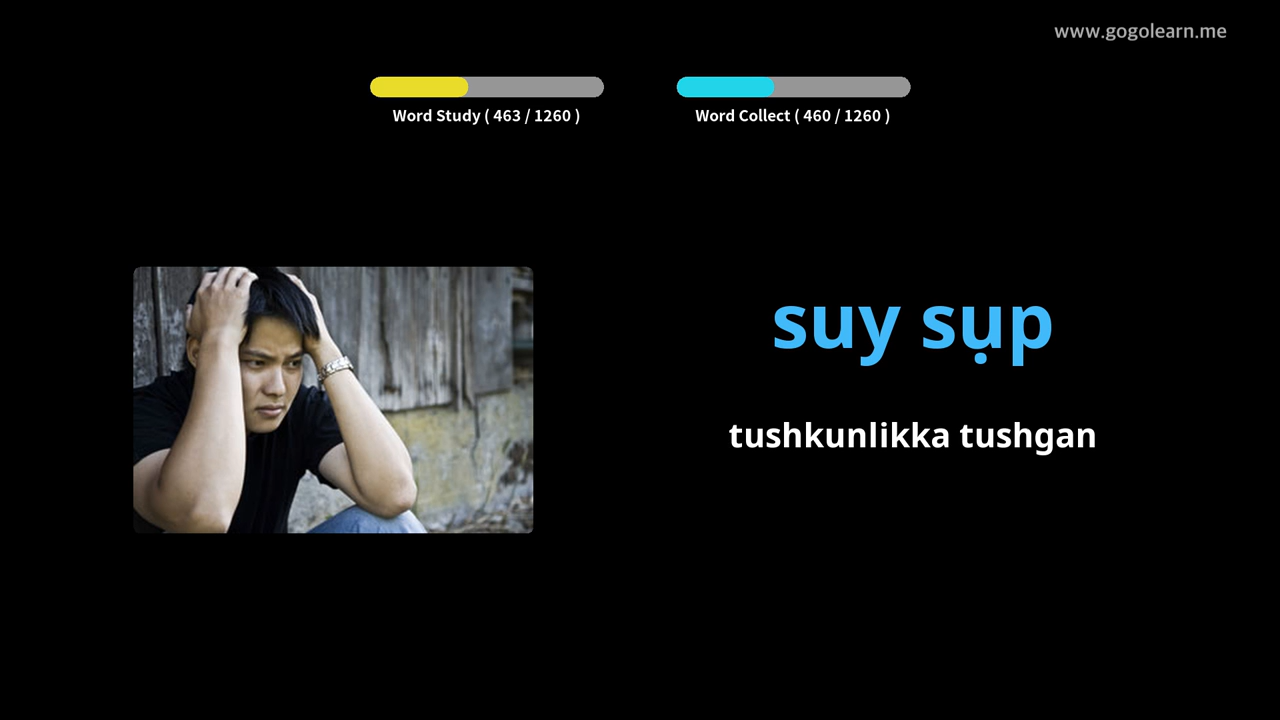 www.gogolearn.me
Word Study ( 463 / 1260 )
Word Collect ( 460 / 1260 )
suy sụp
tushkunlikka tushgan